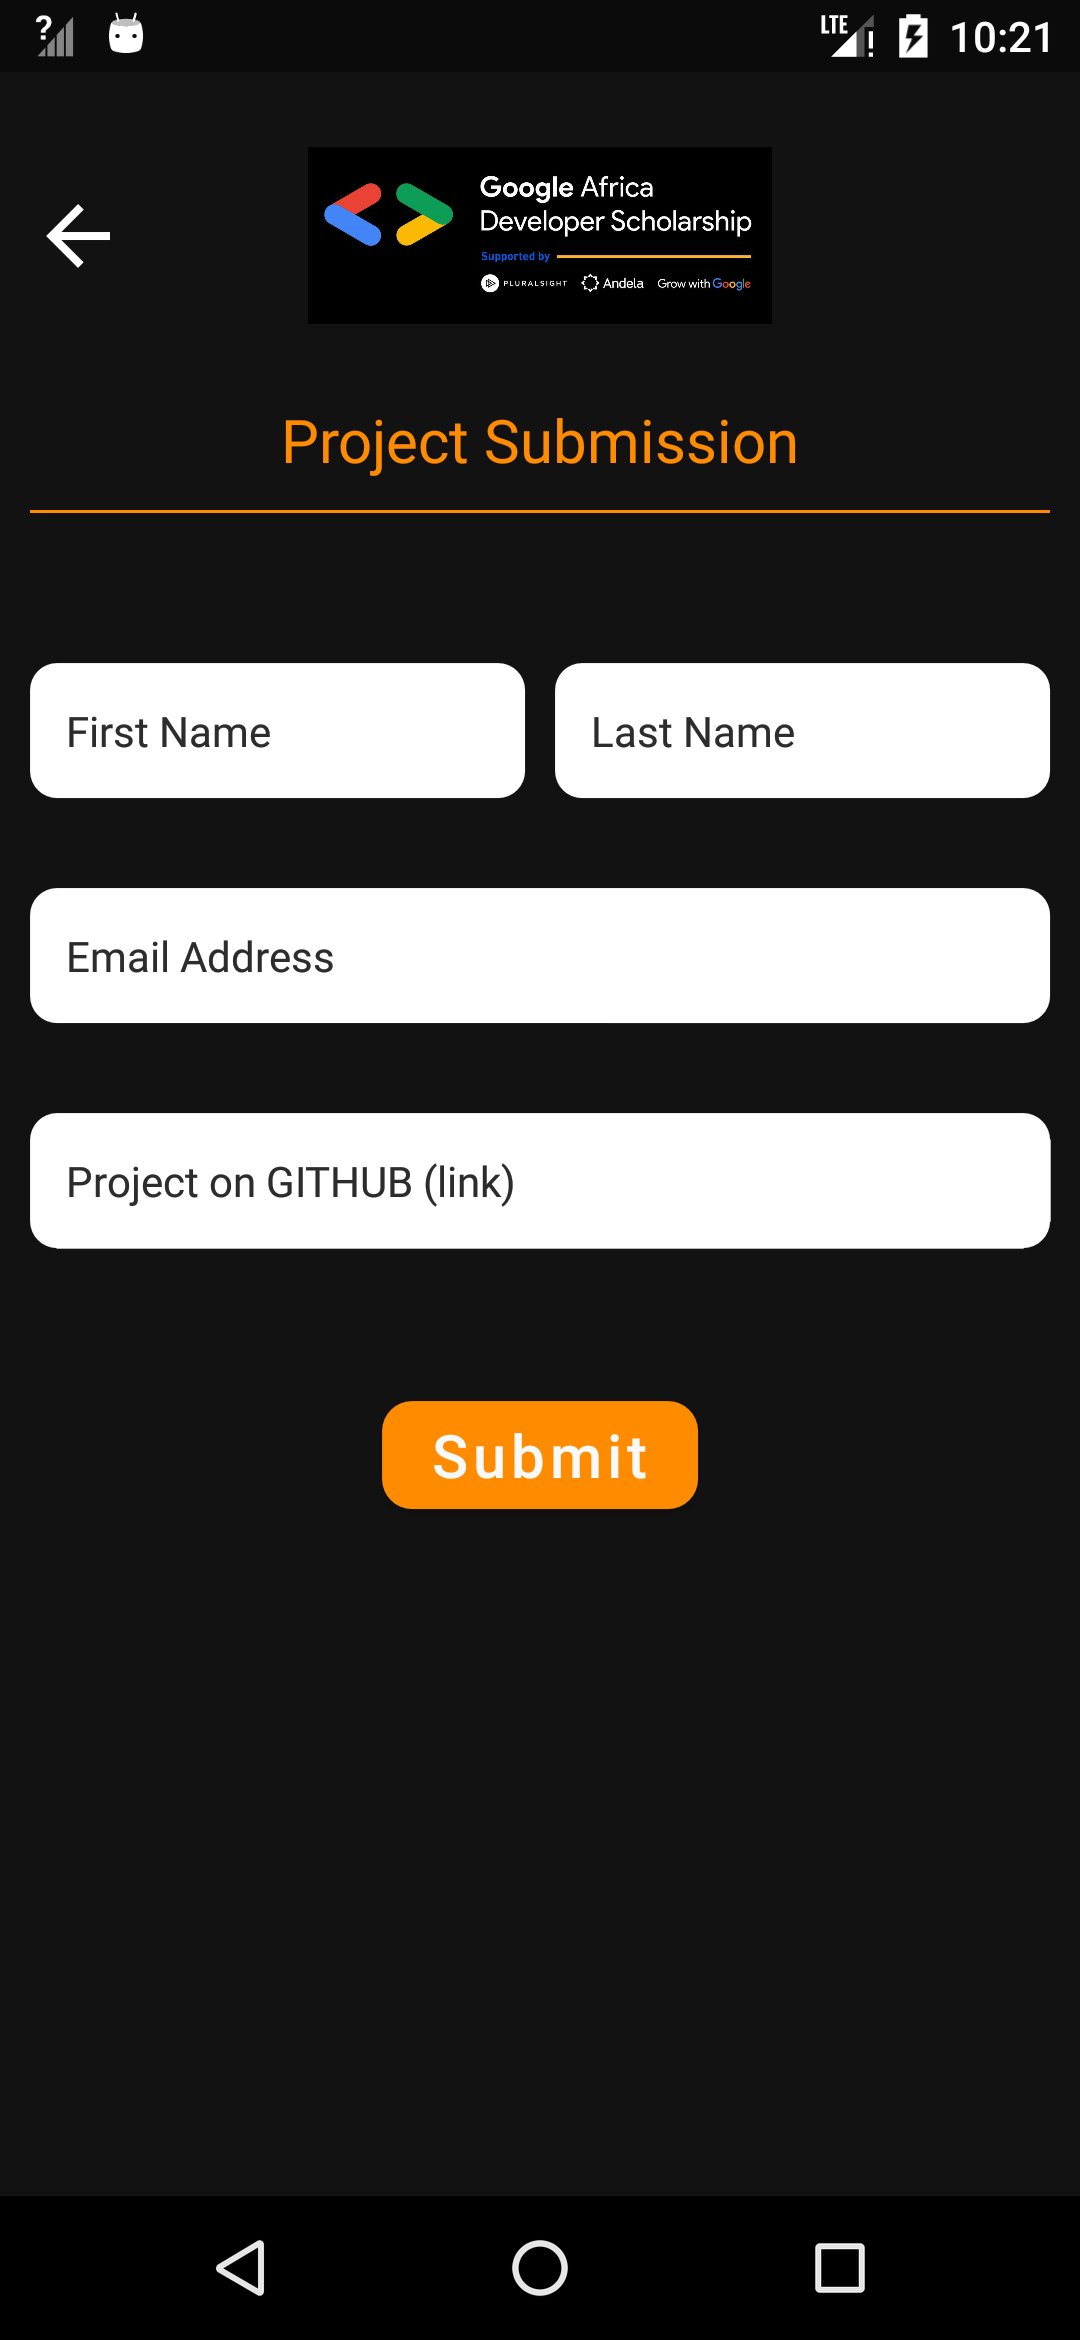 ? LTE ! 10:21
Google Africa
Developer Scholarship
Supported by
PLURALSIGHT Andela Grow with Google
Project Submission
First Name Last Name
Email Address
Project on GITHUB (link)
Submit